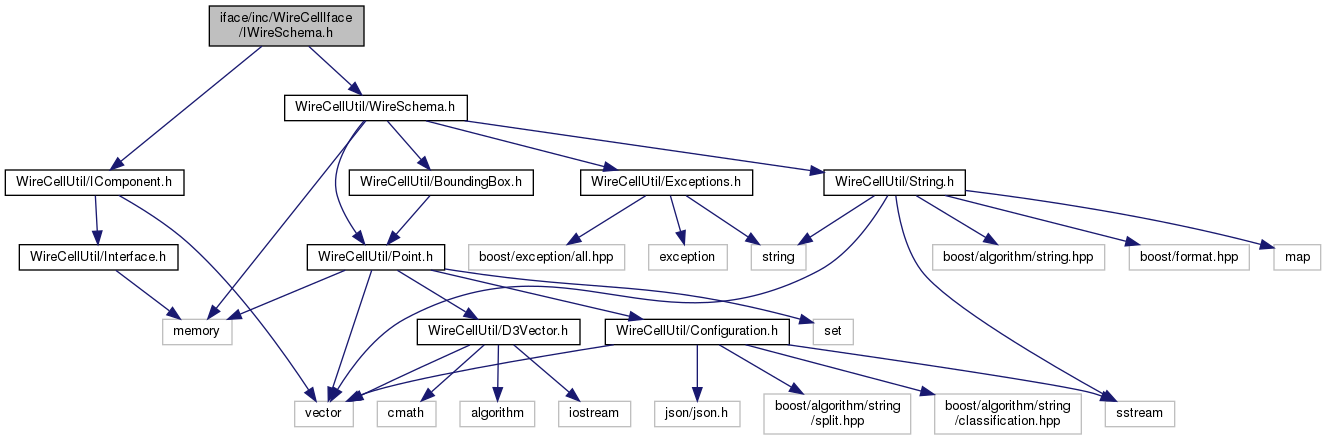 iface/inc/WireCellIface
/IWireSchema.h
WireCellUtil/WireSchema.h
WireCellUtil/IComponent.h
WireCellUtil/BoundingBox.h
WireCellUtil/Exceptions.h
WireCellUtil/String.h
WireCellUtil/Interface.h
WireCellUtil/Point.h
boost/exception/all.hpp
exception
string
boost/algorithm/string.hpp
boost/format.hpp
map
memory
WireCellUtil/D3Vector.h
WireCellUtil/Configuration.h
set
vector
cmath
algorithm
iostream
json/json.h
boost/algorithm/string
/split.hpp
boost/algorithm/string
/classification.hpp
sstream